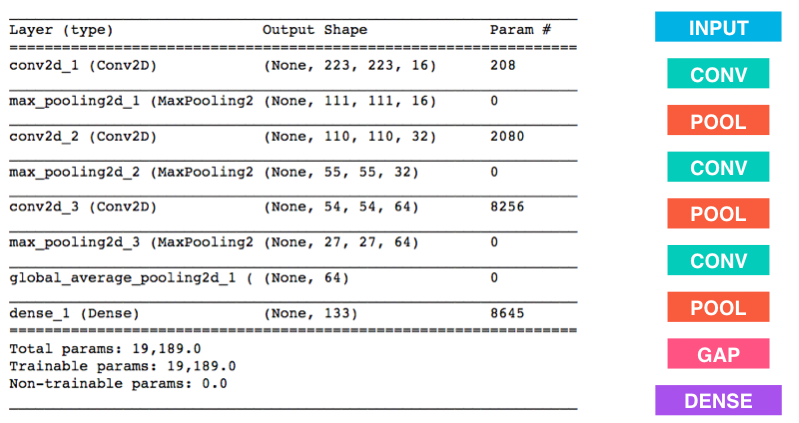 Layer (type) Output Shape Param #
=================================================================
conv2d_1 (Conv2D) (None, 223, 223, 16) 208
max_pooling2d_1 (MaxPooling2 (None, 111, 111, 16) 0
conv2d_2 (Conv2D) (None, 110, 110, 32) 2080
max_pooling2d_2 (MaxPooling2 (None, 55, 55, 32) 0
conv2d_3 (Conv2D) (None, 54, 54, 64) 8256
max_pooling2d_3 (MaxPooling2 (None, 27, 27, 64) 0
global_average_pooling2d_1 ( (None, 64) 0
dense_1 (Dense) (None, 133) 8645
=================================================================
Total params: 19,189.0
Trainable params: 19,189.0
Non-trainable params: 0.0
INPUT
CONV
POOL
CONV
POOL
CONV
POOL
GAP
DENSE